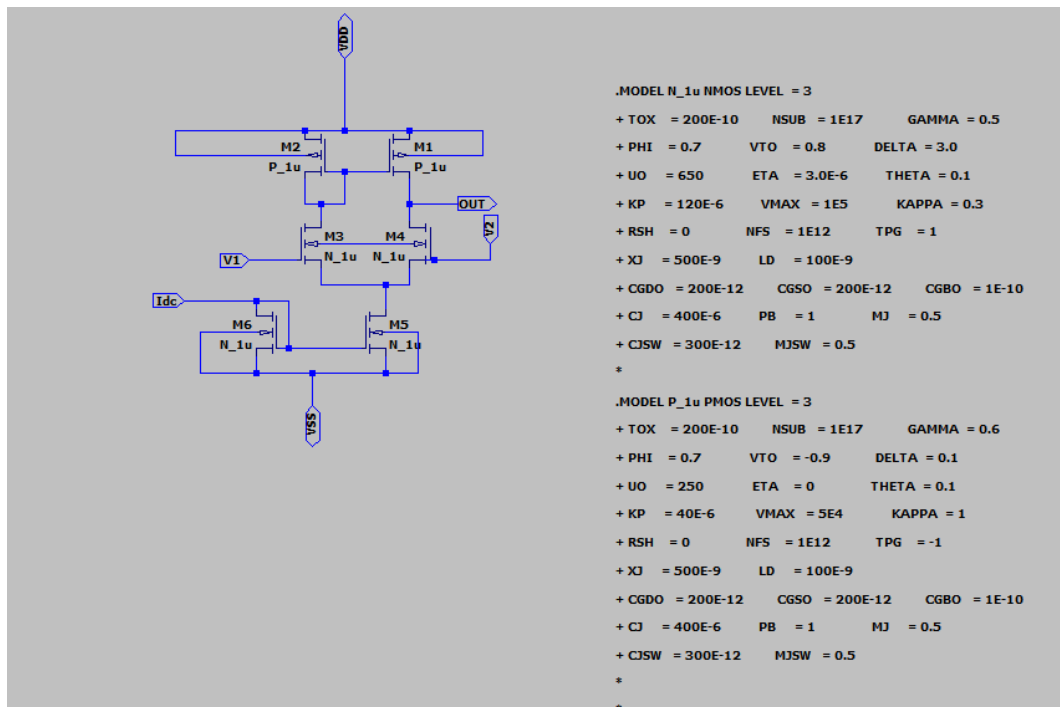 VDD
M2
M1
P_1u
P_1u
OUT
V2
M3
M4
V1
N_1u
N_1u
Idc
M6
M5
N_1u
N_1u
VSS
.MODEL N_1u NMOS LEVEL = 3
+ TOX = 200E-10 NSUB = 1E17 GAMMA = 0.5
+ PHI = 0.7 VTO = 0.8 DELTA = 3.0
+ UO = 650 ETA = 3.0E-6 THETA = 0.1
+ KP = 120E-6 VMAX = 1E5 KAPPA = 0.3
+ RSH = 0 NFS = 1E12 TPG = 1
+ XJ = 500E-9 LD = 100E-9
+ CGDO = 200E-12 CGSO = 200E-12 CGBO = 1E-10
+ CJ = 400E-6 PB = 1 MJ = 0.5
+ CJSW = 300E-12 MJSW = 0.5
*
.MODEL P_1u PMOS LEVEL = 3
+ TOX = 200E-10 NSUB = 1E17 GAMMA = 0.6
+ PHI = 0.7 VTO = -0.9 DELTA = 0.1
+ UO = 250 ETA = 0 THETA = 0.1
+ KP = 40E-6 VMAX = 5E4 KAPPA = 1
+ RSH = 0 NFS = 1E12 TPG = -1
+ XJ = 500E-9 LD = 100E-9
+ CGDO = 200E-12 CGSO = 200E-12 CGBO = 1E-10
+ CJ = 400E-6 PB = 1 MJ = 0.5
+ CJSW = 300E-12 MJSW = 0.5
*
*